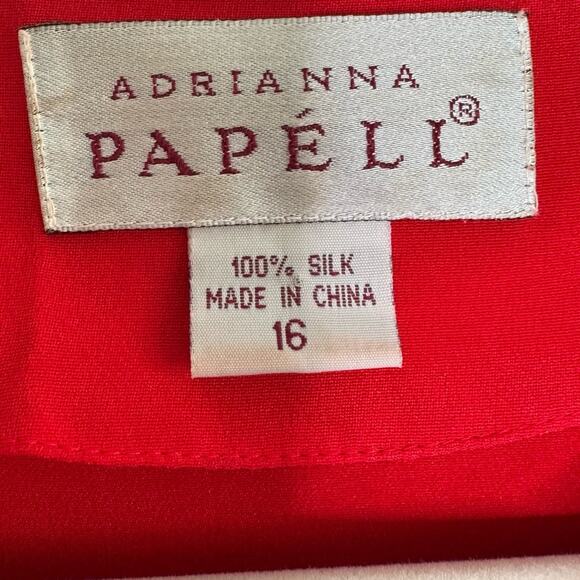 ADRIANNA
PAPÉLL®
100% SILK
MADE IN CHINA
16